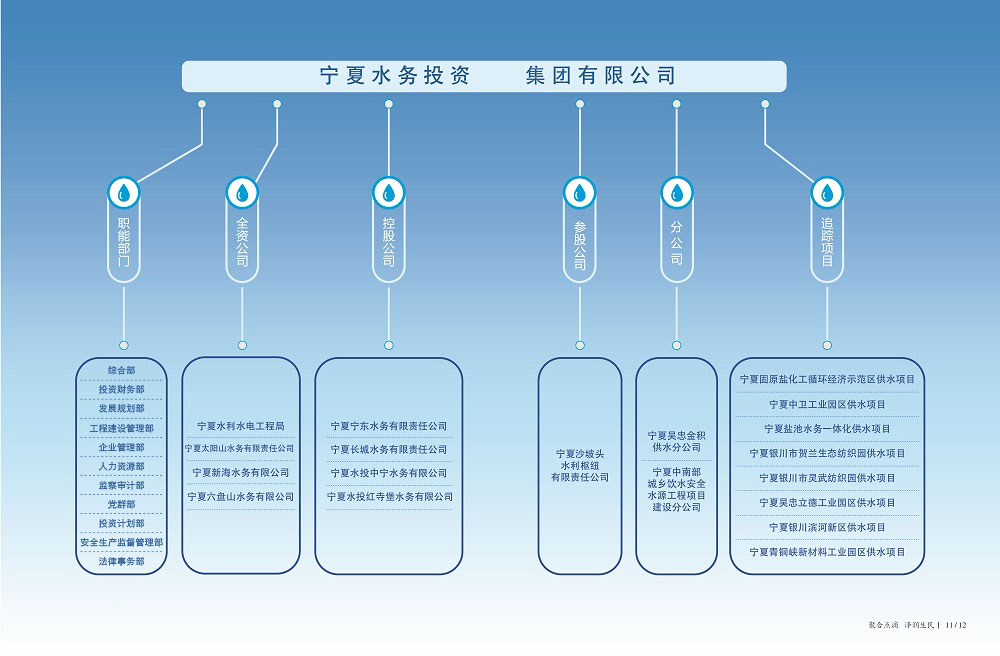 宁夏水务投资 集团有限公司
职能部门
综合部
投资财务部
发展规划部
工程建设管理部
企业管理部
人力资源部
监察审计部
党群部
投资计划部
安全生产监督管理部
法律事务部
全资公司
宁夏水利水电工程局
宁夏太阳山水务有限责任公司
宁夏新海水务有限公司
宁夏六盘山水务有限公司
控股公司
宁夏宁东水务有限责任公司
宁夏长城水务有限责任公司
宁夏水投中宁水务有限公司
宁夏水投红寺堡水务有限公司
参股公司
宁夏沙坡头
水利枢纽
有限责任公司
分公司
宁夏吴忠金积
供水分公司
宁夏中南部
城乡饮水安全
水源工程项目
建设分公司
追踪项目
宁夏固原盐化工循环经济示范区供水项目
宁夏中卫工业园区供水项目
宁夏盐池水务一体化供水项目
宁夏银川市贺兰生态纺织园供水项目
宁夏银川市灵武纺织园供水项目
宁夏吴忠立德工业园区供水项目
宁夏银川滨河新区供水项目
宁夏青铜峡新材料工业园区供水项目
聚合点滴 泽润生民 | 11/12